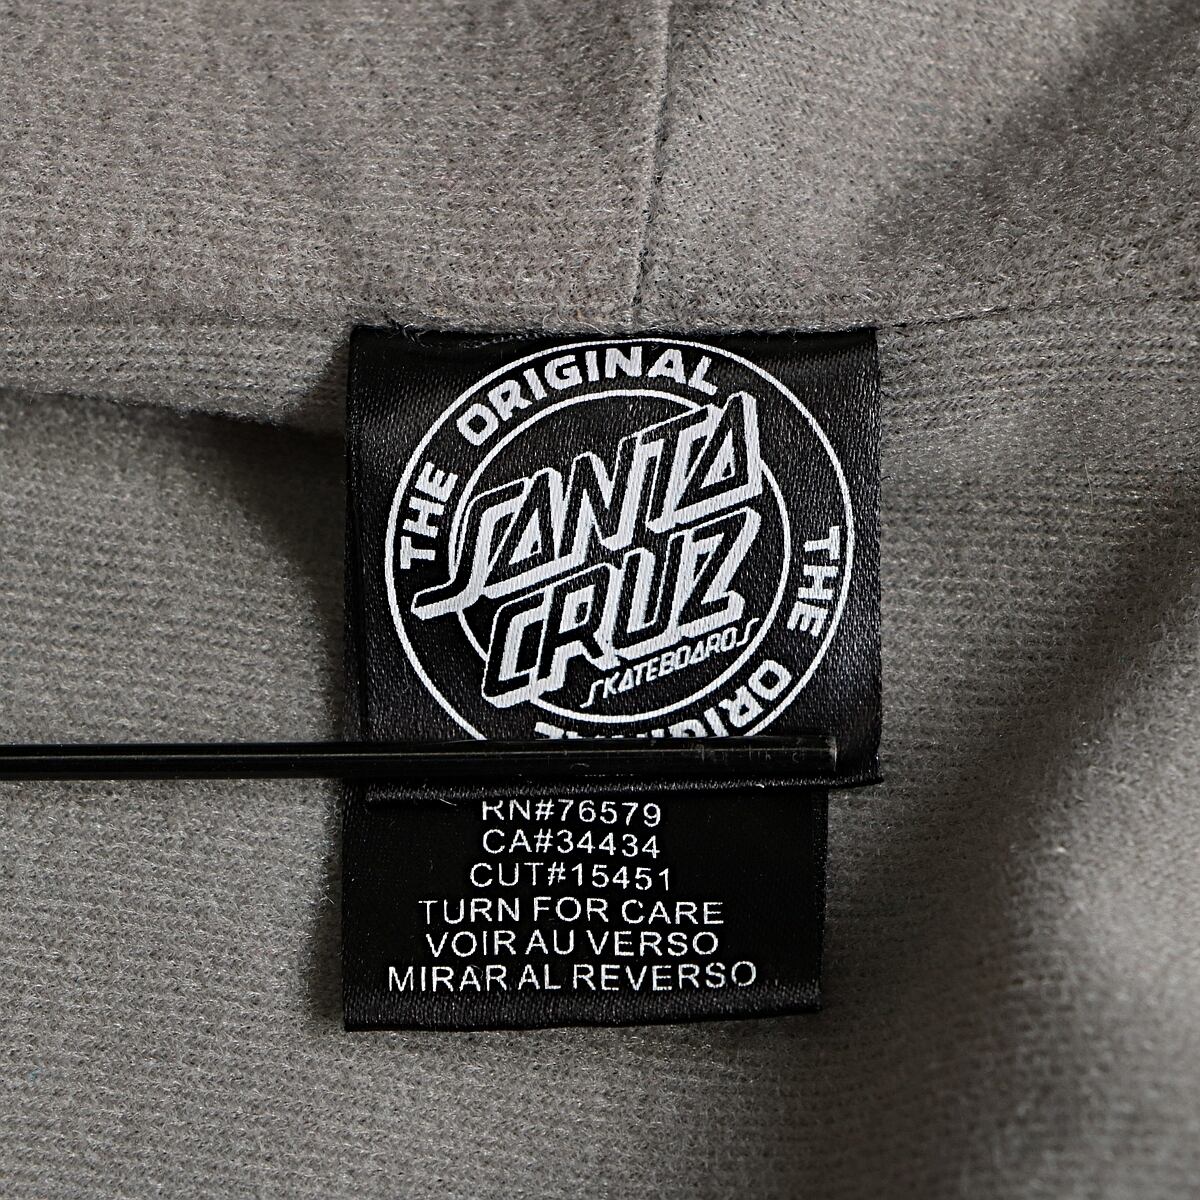 THE ORIGINAL
THE ORIGINAL
SANTA
CRUZ
SKATEBOARDS
RN#76579
CA#34434
CUT#15451
TURN FOR CARE
VOIR AU VERSO
MIRAR AL REVERSO